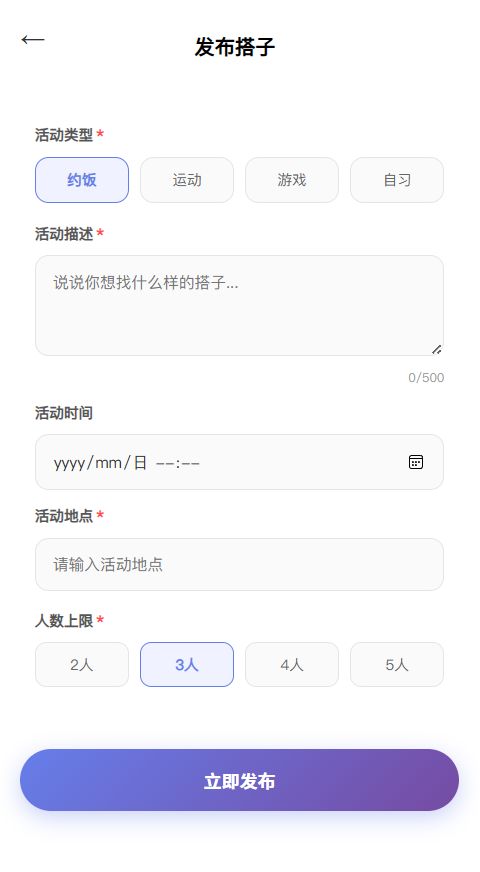 ← 发布搭子
活动类型 *
约饭 运动 游戏 自习
活动描述 *
说说你想找什么样的搭子...
0/500
活动时间
yyyy/mm/日 --:--
活动地点 *
请输入活动地点
人数上限 *
2人 3人 4人 5人
立即发布